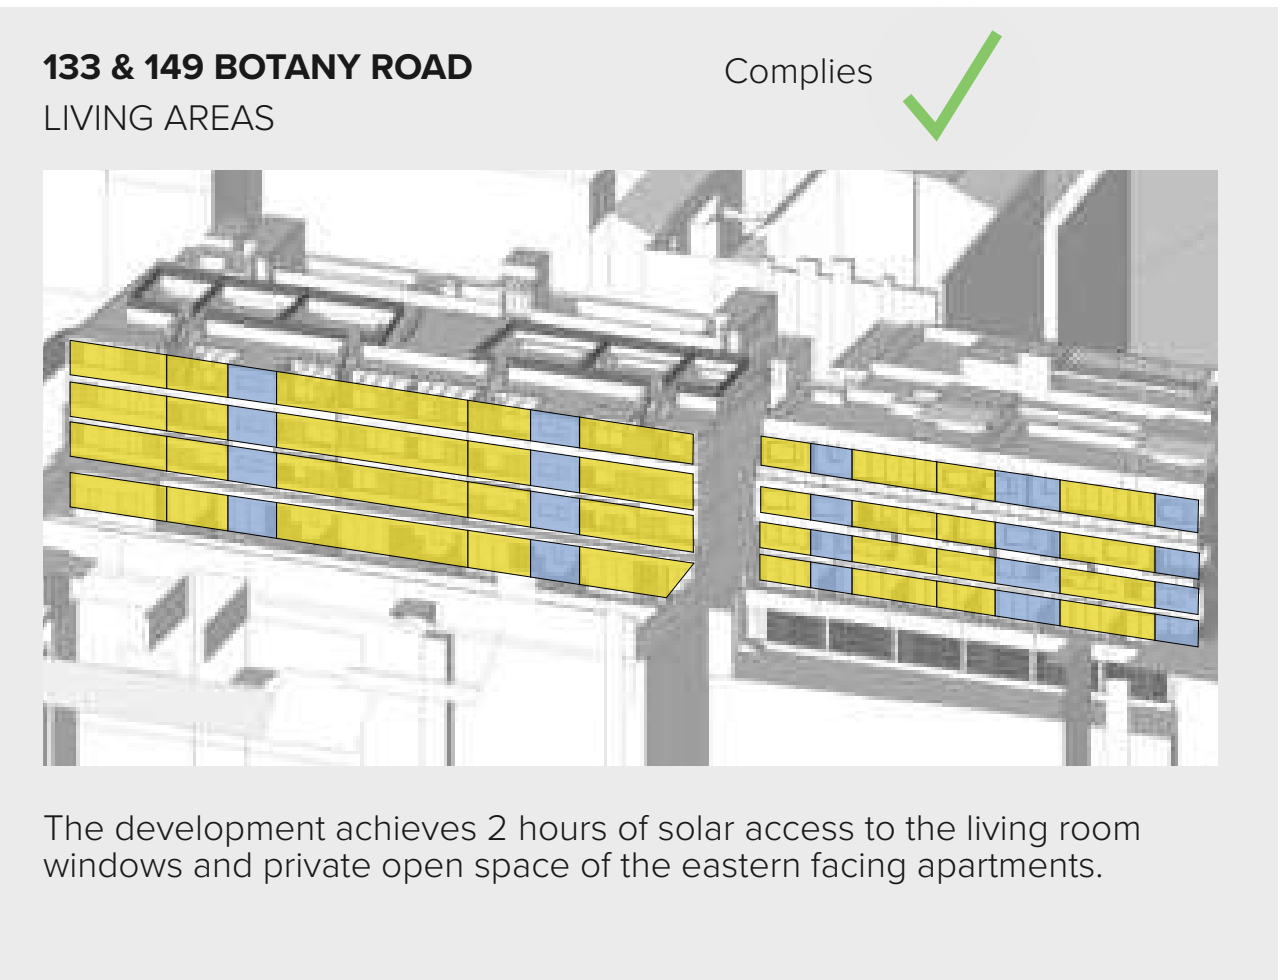 133 & 149 BOTANY ROAD
LIVING AREAS
Complies
The development achieves 2 hours of solar access to the living room
windows and private open space of the eastern facing apartments.